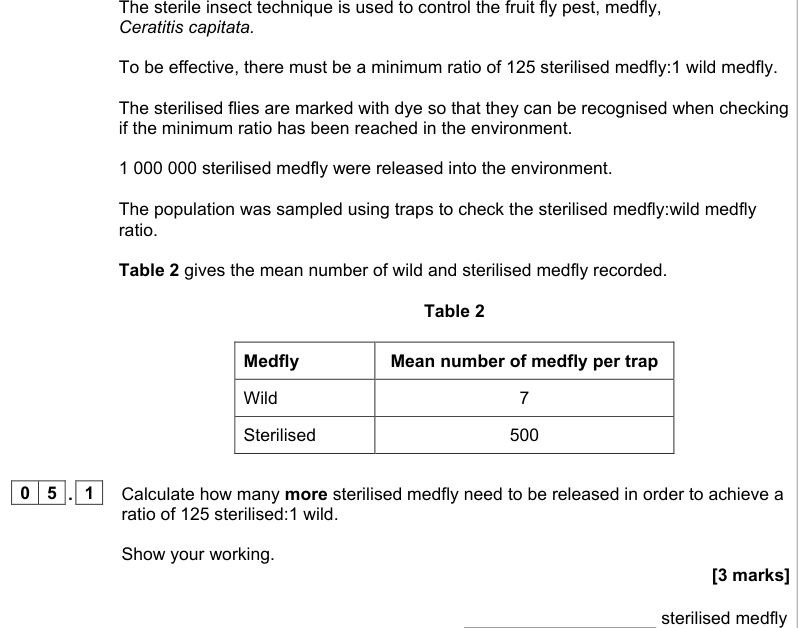 The sterile insect technique is used to control the fruit fly pest, medfly,
Ceratitis capitata.
To be effective, there must be a minimum ratio of 125 sterilised medfly:1 wild medfly.
The sterilised flies are marked with dye so that they can be recognised when checking
if the minimum ratio has been reached in the environment.
1 000 000 sterilised medfly were released into the environment.
The population was sampled using traps to check the sterilised medfly:wild medfly
ratio.
Table 2 gives the mean number of wild and sterilised medfly recorded.
Table 2
Medfly Mean number of medfly per trap
Wild 7
Sterilised 500
0 5 . 1 Calculate how many more sterilised medfly need to be released in order to achieve a
ratio of 125 sterilised:1 wild.
Show your working.
[3 marks]
sterilised medfly